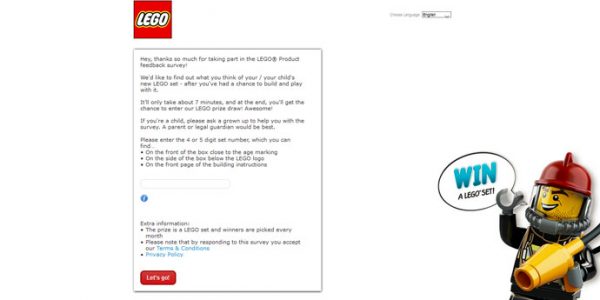 LEGO
Choose Language: English
Hey, thanks so much for taking part in the LEGO® Product
feedback survey!
We'd like to find out what you think of your / your child's
new LEGO set - after you've had a chance to build and play
with it.
It'll only take about 7 minutes, and at the end, you'll get the
chance to enter our LEGO prize draw! Awesome!
If you're a child, please ask a grown up to help you with the
survey. A parent or legal guardian would be best.
Please enter the 4 or 5 digit set number, which you can
find...
• On the front of the box close to the age marking
• On the side of the box below the LEGO logo
• On the front page of the building instructions
i
Extra information:
• The prize is a LEGO set and winners are picked every
month
• Please note that by responding to this survey you accept
our Terms & Conditions
• Privacy Policy
Let's go!
WIN
A LEGO® SET!